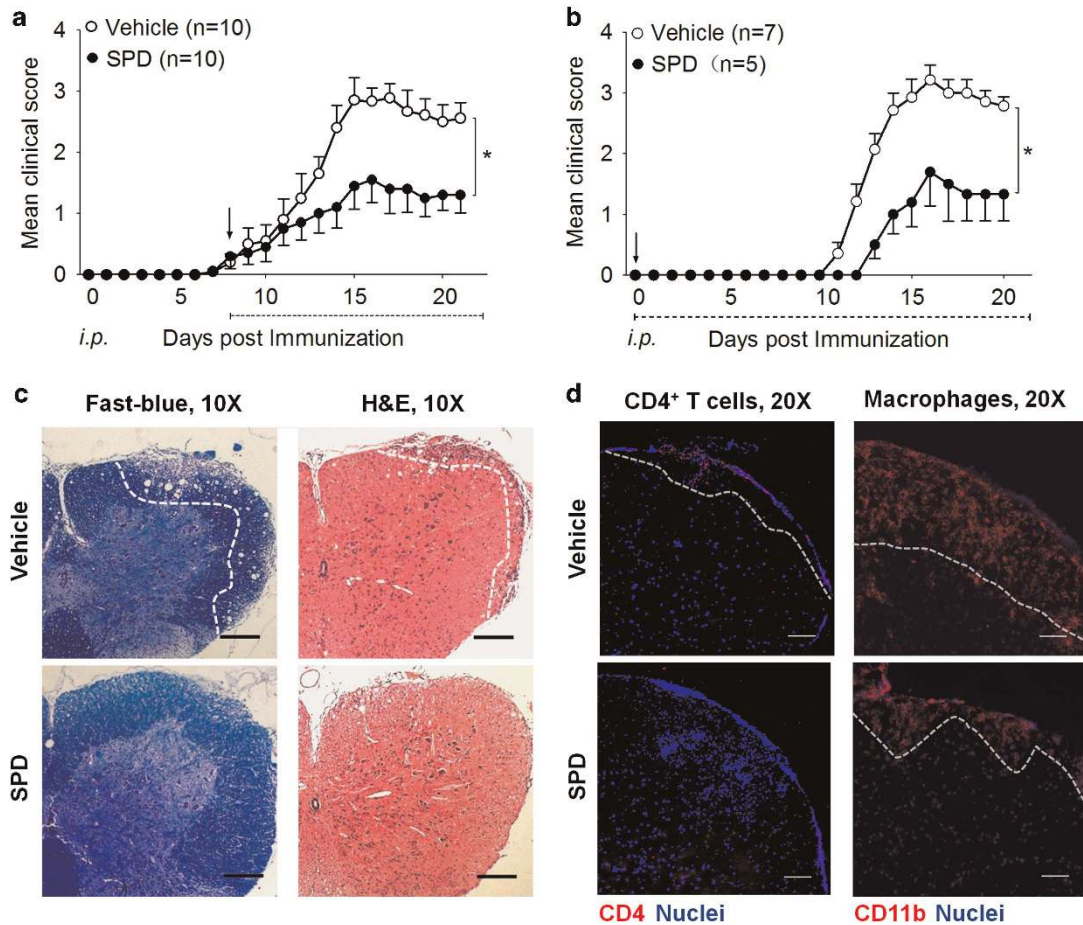 a
4
Vehicle (n=10)
SPD (n=10)
3
2
1
0
Mean clinical score
*
0 5 10 15 20
i.p. Days post Immunization
b
4
Vehicle (n=7)
SPD (n=5)
3
2
1
0
Mean clinical score
*
0 5 10 15 20
i.p. Days post Immunization
c
Fast-blue, 10X H&E, 10X
Vehicle
SPD
d
CD4⁺ T cells, 20X Macrophages, 20X
Vehicle
SPD
CD4 Nuclei CD11b Nuclei